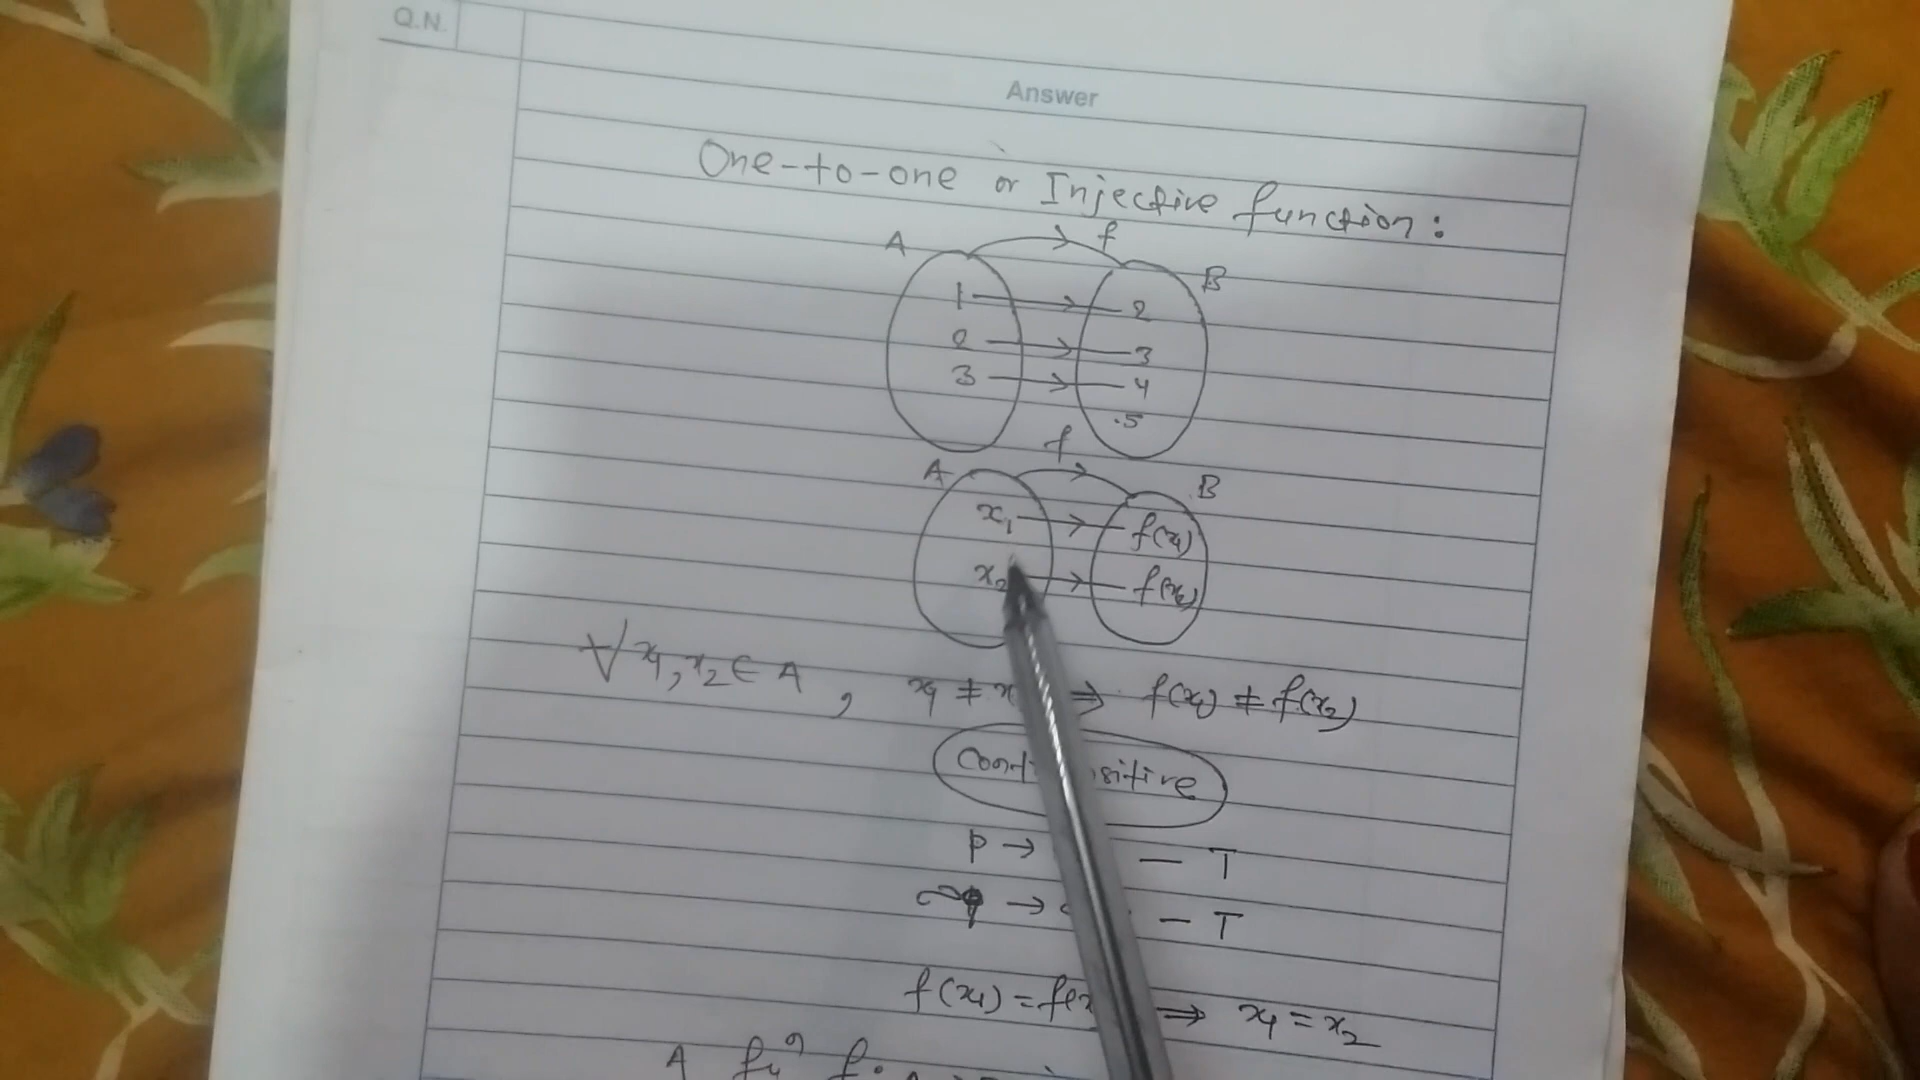 Q.N.
Answer
One-to-one or Injective function:
A f B
1 2
2 3
3 4
.5
A f B
x₁ f(x₁)
x₂ f(x₂)
∀ x₁, x₂ ∈ A , x₁ ≠ x ⇒ f(x₁) ≠ f(x₂)
P → — T
→ — T
f(x₁) = f(x ⇒ x₁ = x₂
A fuⁿ f: